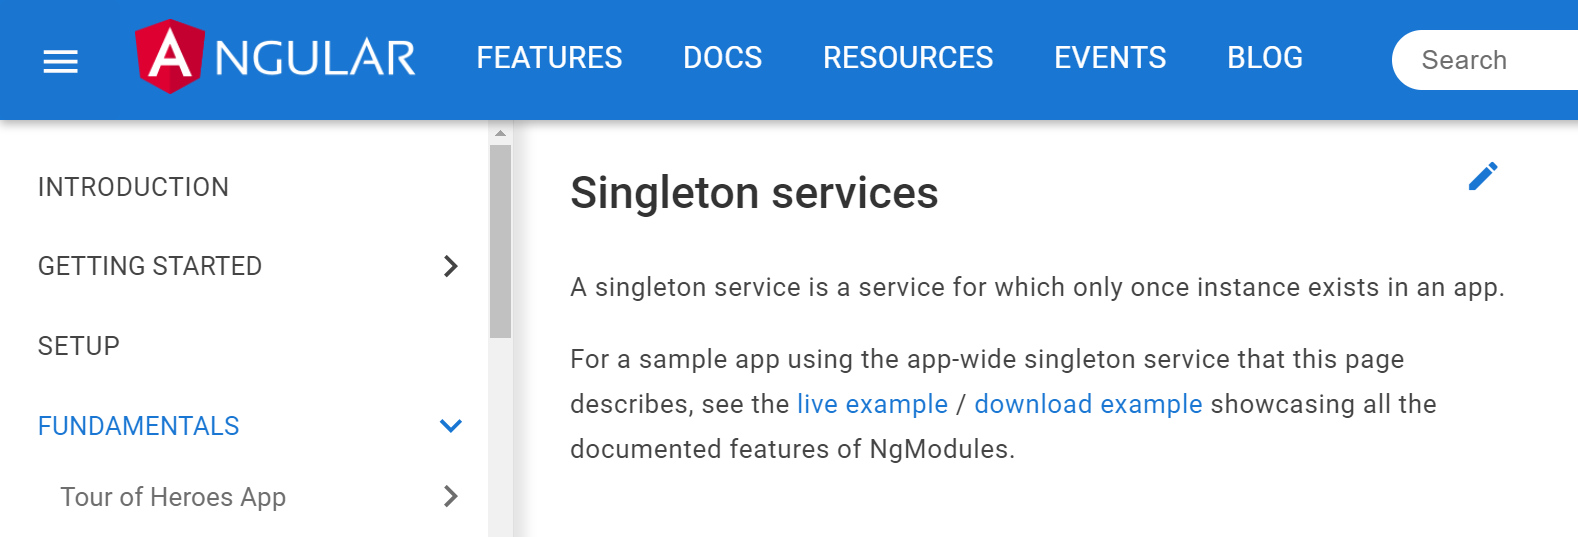 ANGULAR FEATURES DOCS RESOURCES EVENTS BLOG Search
INTRODUCTION
GETTING STARTED
SETUP
FUNDAMENTALS
Tour of Heroes App
Singleton services
A singleton service is a service for which only once instance exists in an app.
For a sample app using the app-wide singleton service that this page
describes, see the live example / download example showcasing all the
documented features of NgModules.